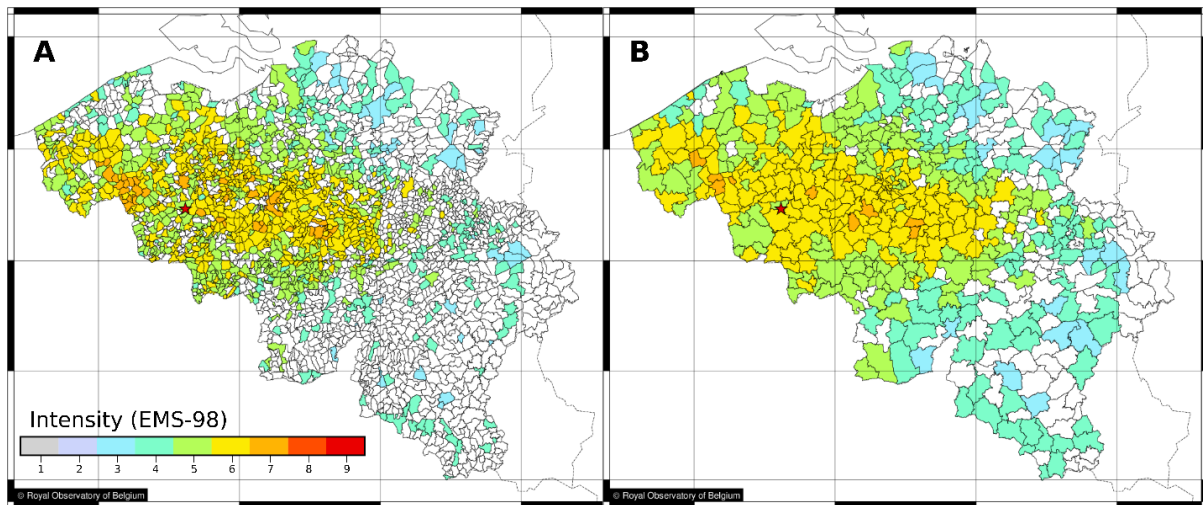 A
B
Intensity (EMS-98)
1 2 3 4 5 6 7 8 9
© Royal Observatory of Belgium
© Royal Observatory of Belgium